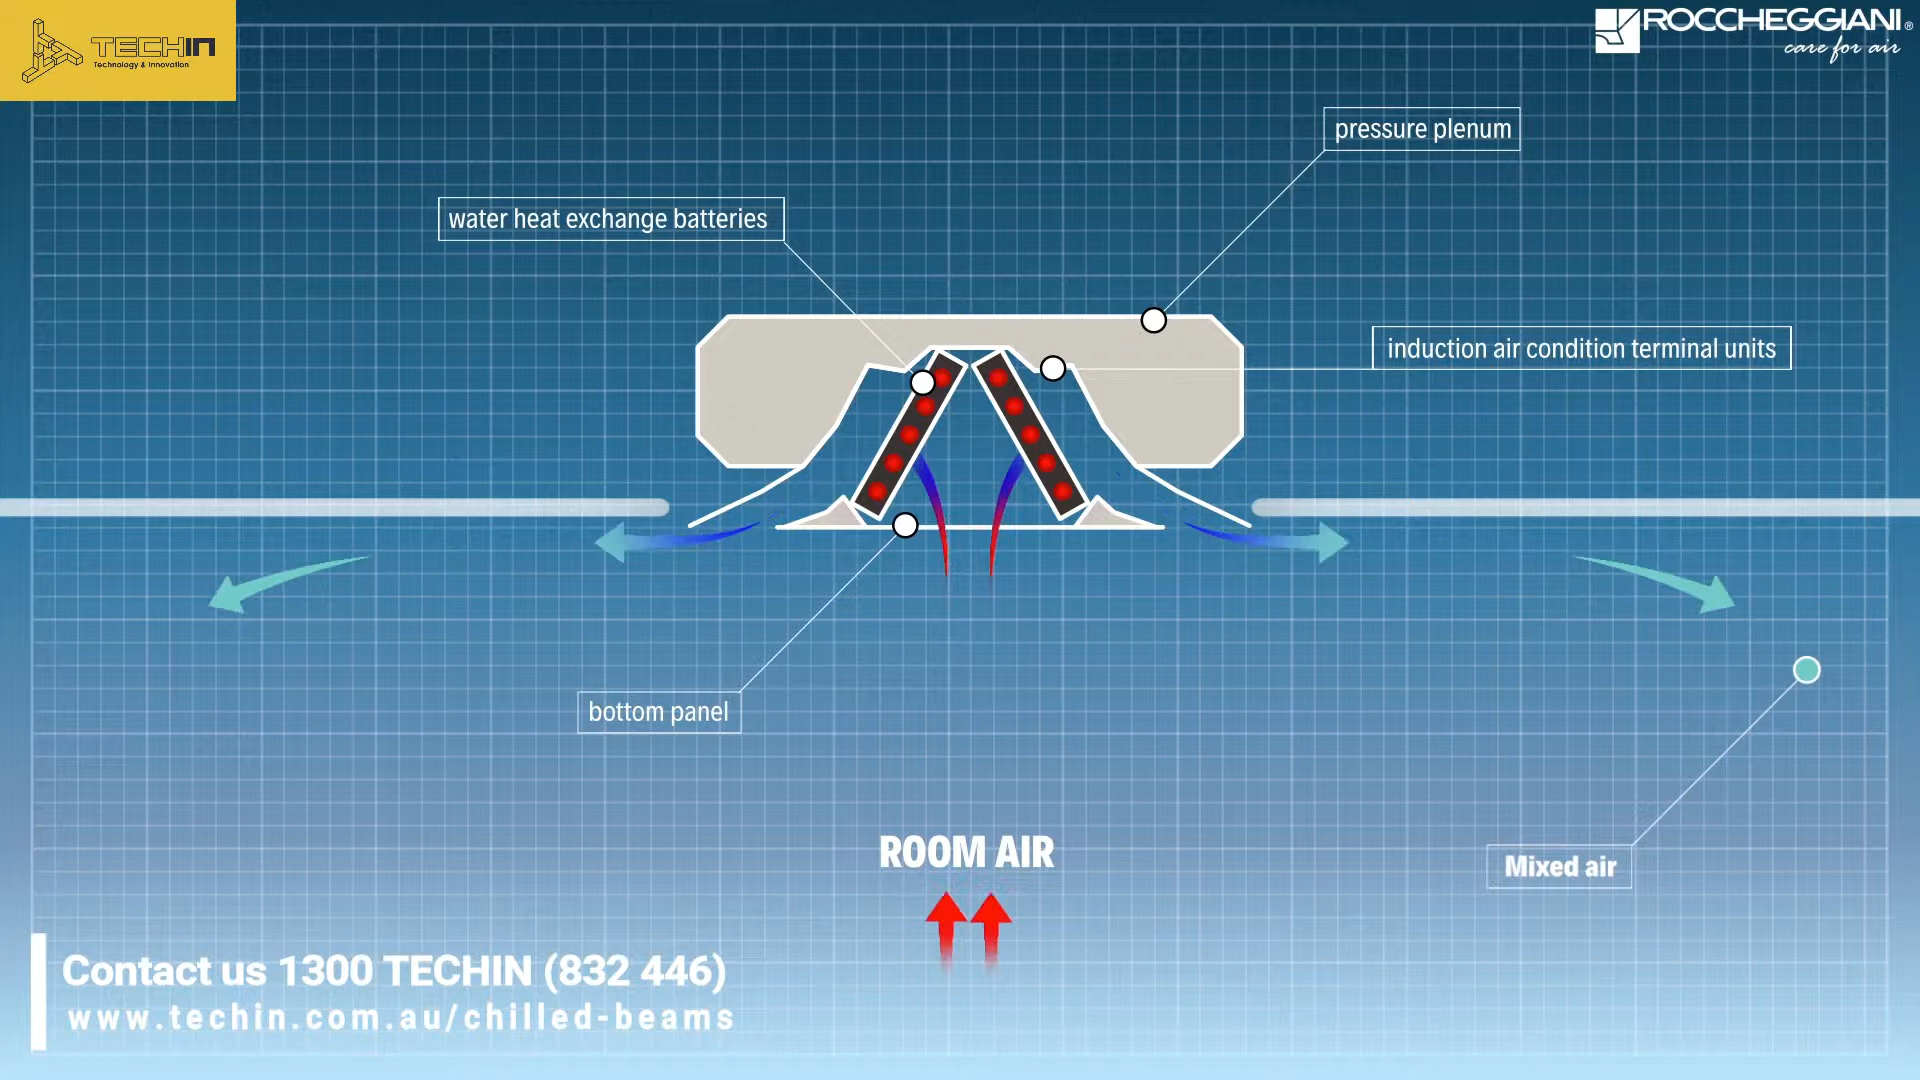 TECHIN
Technology & Innovation
ROCCHEGGIANI®
care for air
pressure plenum
water heat exchange batteries
induction air condition terminal units
bottom panel
ROOM AIR
Mixed air
Contact us 1300 TECHIN (832 446)
www.techin.com.au/chilled-beams